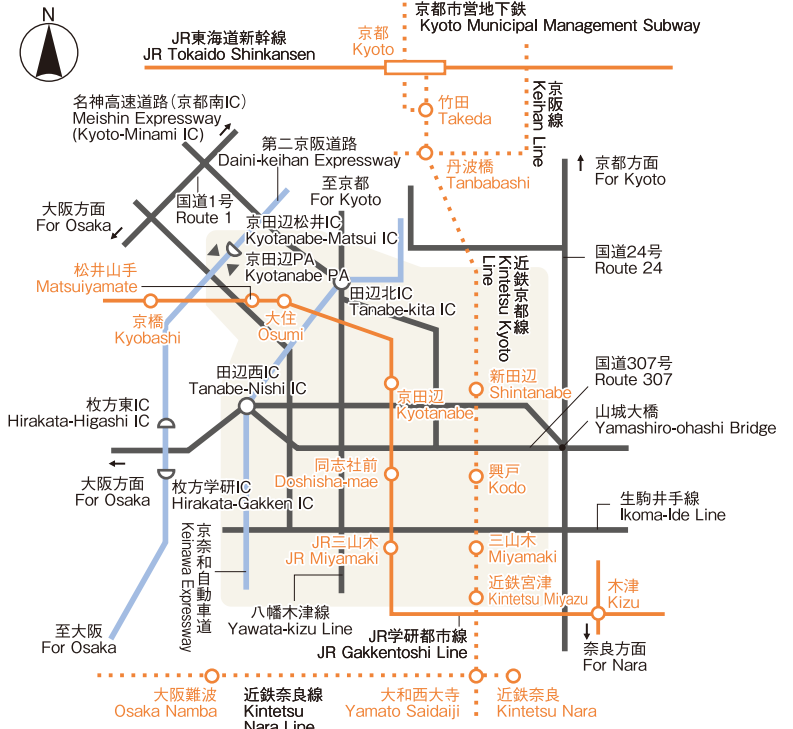 N
京都市営地下鉄
Kyoto Municipal Management Subway
京都
Kyoto
JR東海道新幹線
JR Tokaido Shinkansen
竹田
Takeda
京阪線
Keihan Line
名神高速道路(京都南IC)
Meishin Expressway
(Kyoto-Minami IC)
第二京阪道路
Daini-keihan Expressway
丹波橋
Tanbabashi
京都方面
For Kyoto
至京都
For Kyoto
国道1号
Route 1
大阪方面
For Osaka
京田辺松井IC
Kyotanabe-Matsui IC
京田辺PA
Kyotanabe PA
国道24号
Route 24
近鉄京都線
Kintetsu Kyoto
Line
松井山手
Matsuiyamate
田辺北IC
Tanabe-kita IC
京橋
Kyobashi
大住
Osumi
田辺西IC
Tanabe-Nishi IC
国道307号
Route 307
新田辺
Shintanabe
京田辺
Kyotanabe
枚方東IC
Hirakata-Higashi IC
山城大橋
Yamashiro-ohashi Bridge
同志社前
Doshisha-mae
興戸
Kodo
大阪方面
For Osaka
枚方学研IC
Hirakata-Gakken IC
生駒井手線
Ikoma-Ide Line
京奈和自動車道
Keinawa Expressway
JR三山木
JR Miyamaki
三山木
Miyamaki
近鉄宮津
Kintetsu Miyazu
木津
Kizu
八幡木津線
Yawata-kizu Line
至大阪
For Osaka
JR学研都市線
JR Gakkentoshi Line
奈良方面
For Nara
大阪難波
Osaka Namba
近鉄奈良線
Kintetsu
Nara Line
大和西大寺
Yamato Saidaiji
近鉄奈良
Kintetsu Nara